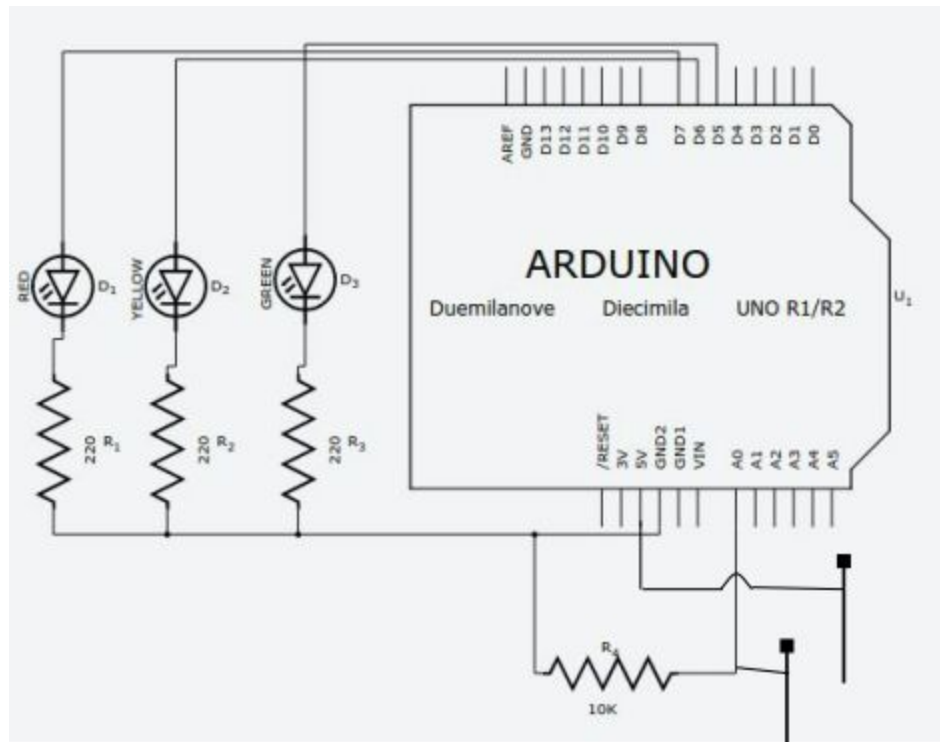 AREF
GND
D13
D12
D11
D10
D9
D8
D7
D6
D5
D4
D3
D2
D1
D0
RED
D1
YELLOW
D2
GREEN
D3
ARDUINO
Duemilanove Diecimila UNO R1/R2
U1
220 R1
220 R2
220 R3
/RESET
3V
5V
GND2
GND1
VIN
A0
A1
A2
A3
A4
A5
R4
10K